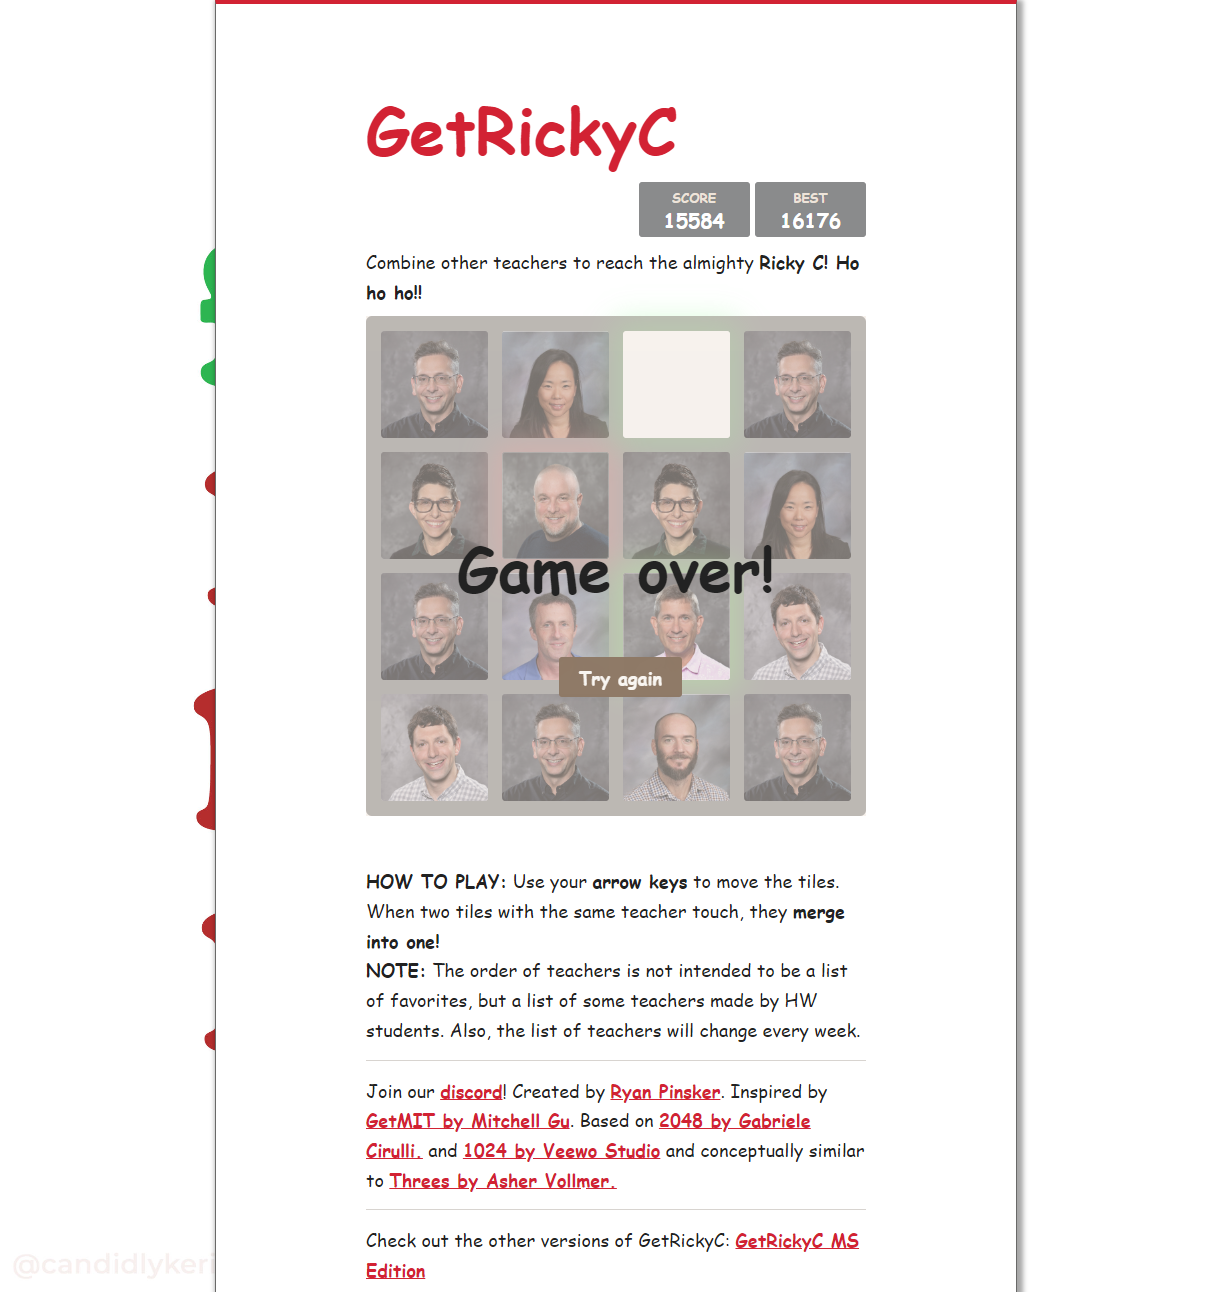 GetRickyC
SCORE
15584
BEST
16176
Combine other teachers to reach the almighty Ricky C! Ho
ho ho!!
Game over!
Try again
HOW TO PLAY: Use your arrow keys to move the tiles.
When two tiles with the same teacher touch, they merge
into one!
NOTE: The order of teachers is not intended to be a list
of favorites, but a list of some teachers made by HW
students. Also, the list of teachers will change every week.
Join our discord! Created by Ryan Pinsker. Inspired by
GetMIT by Mitchell Gu. Based on 2048 by Gabriele
Cirulli. and 1024 by Veewo Studio and conceptually similar
to Threes by Asher Vollmer.
Check out the other versions of GetRickyC: GetRickyC MS
Edition
@candidlykeri